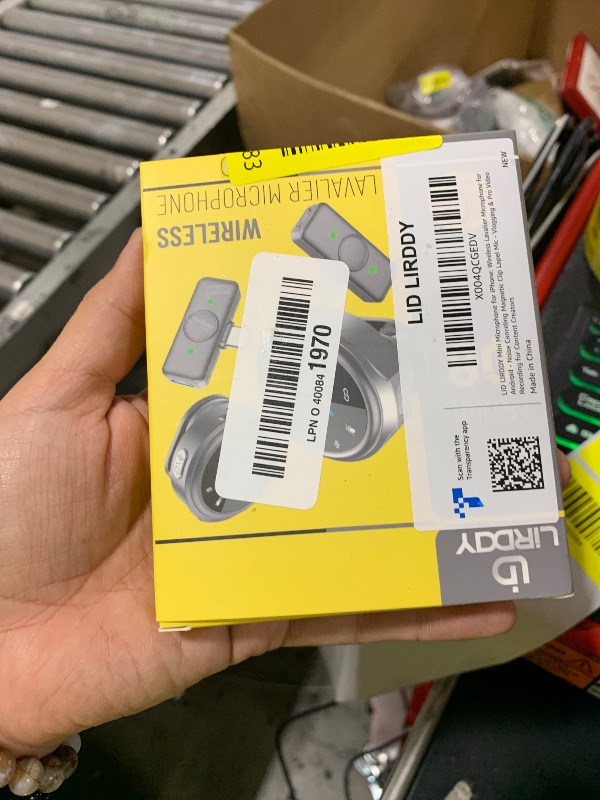 83
WIRELESS
LAVALIER MICROPHONE
LPN O 40084 1970
LID LIRDDY
X004QCGEDV
NEW
LID LIRDDY Mini Microphone for iPhone: Wireless Lavalier Microphone for
Android - Noise Canceling Magnetic Clip Lapel Mic - Vlogging & Pro Video
Recording for Content Creators
Made in China
Scan with the
Transparency app
LIRDDY